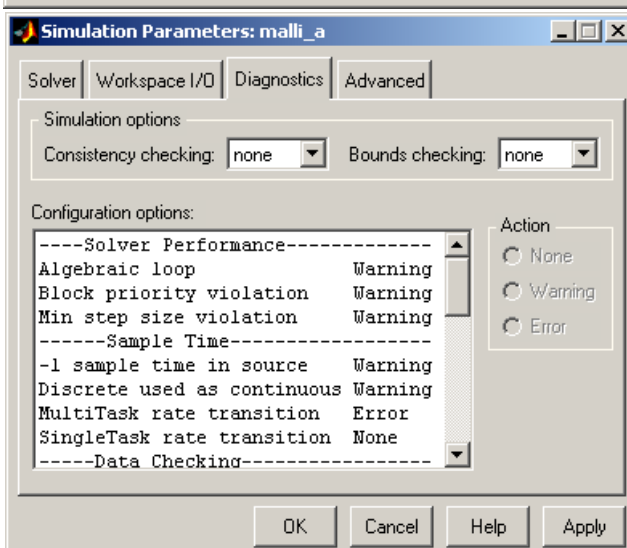 Simulation Parameters: malli_a
Solver Workspace I/O Diagnostics Advanced
Simulation options
Consistency checking: none Bounds checking: none
Configuration options:
Action
----Solver Performance-------------
Algebraic loop Warning
Block priority violation Warning
Min step size violation Warning
------Sample Time------------------
-1 sample time in source Warning
Discrete used as continuous Warning
MultiTask rate transition Error
SingleTask rate transition None
-----Data Checking-----------------
None
Warning
Error
OK Cancel Help Apply